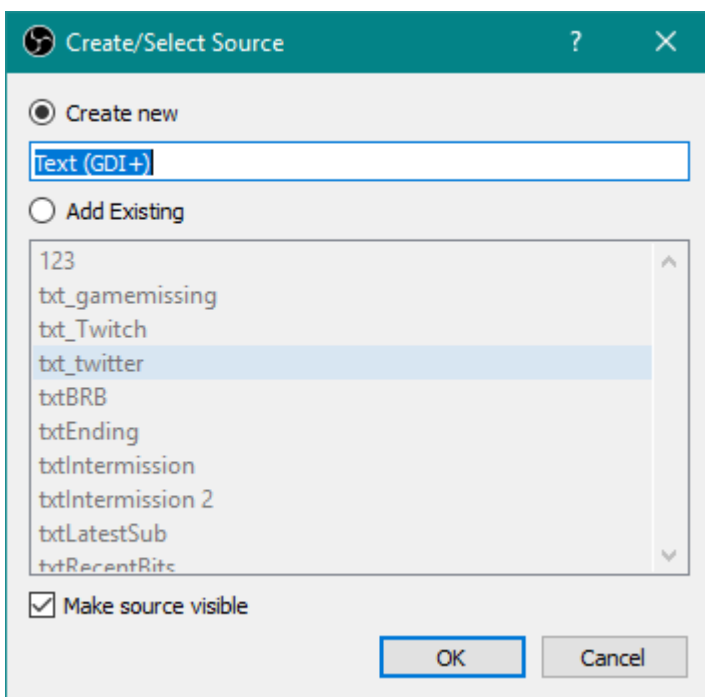 Create/Select Source ?
Create new
Text (GDI+)
Add Existing
123
txt_gamemissing
txt_Twitch
txt_twitter
txtBRB
txtEnding
txtIntermission
txtIntermission 2
txtLatestSub
txtRecentBits
Make source visible
OK Cancel